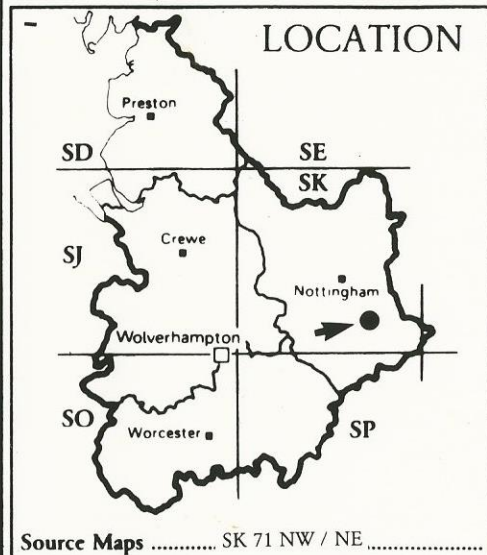 LOCATION
Preston
SD
SE
SK
SJ
Crewe
Nottingham
Wolverhampton
SO
SP
Worcester
Source Maps .......... SK 71 NW / NE ....................